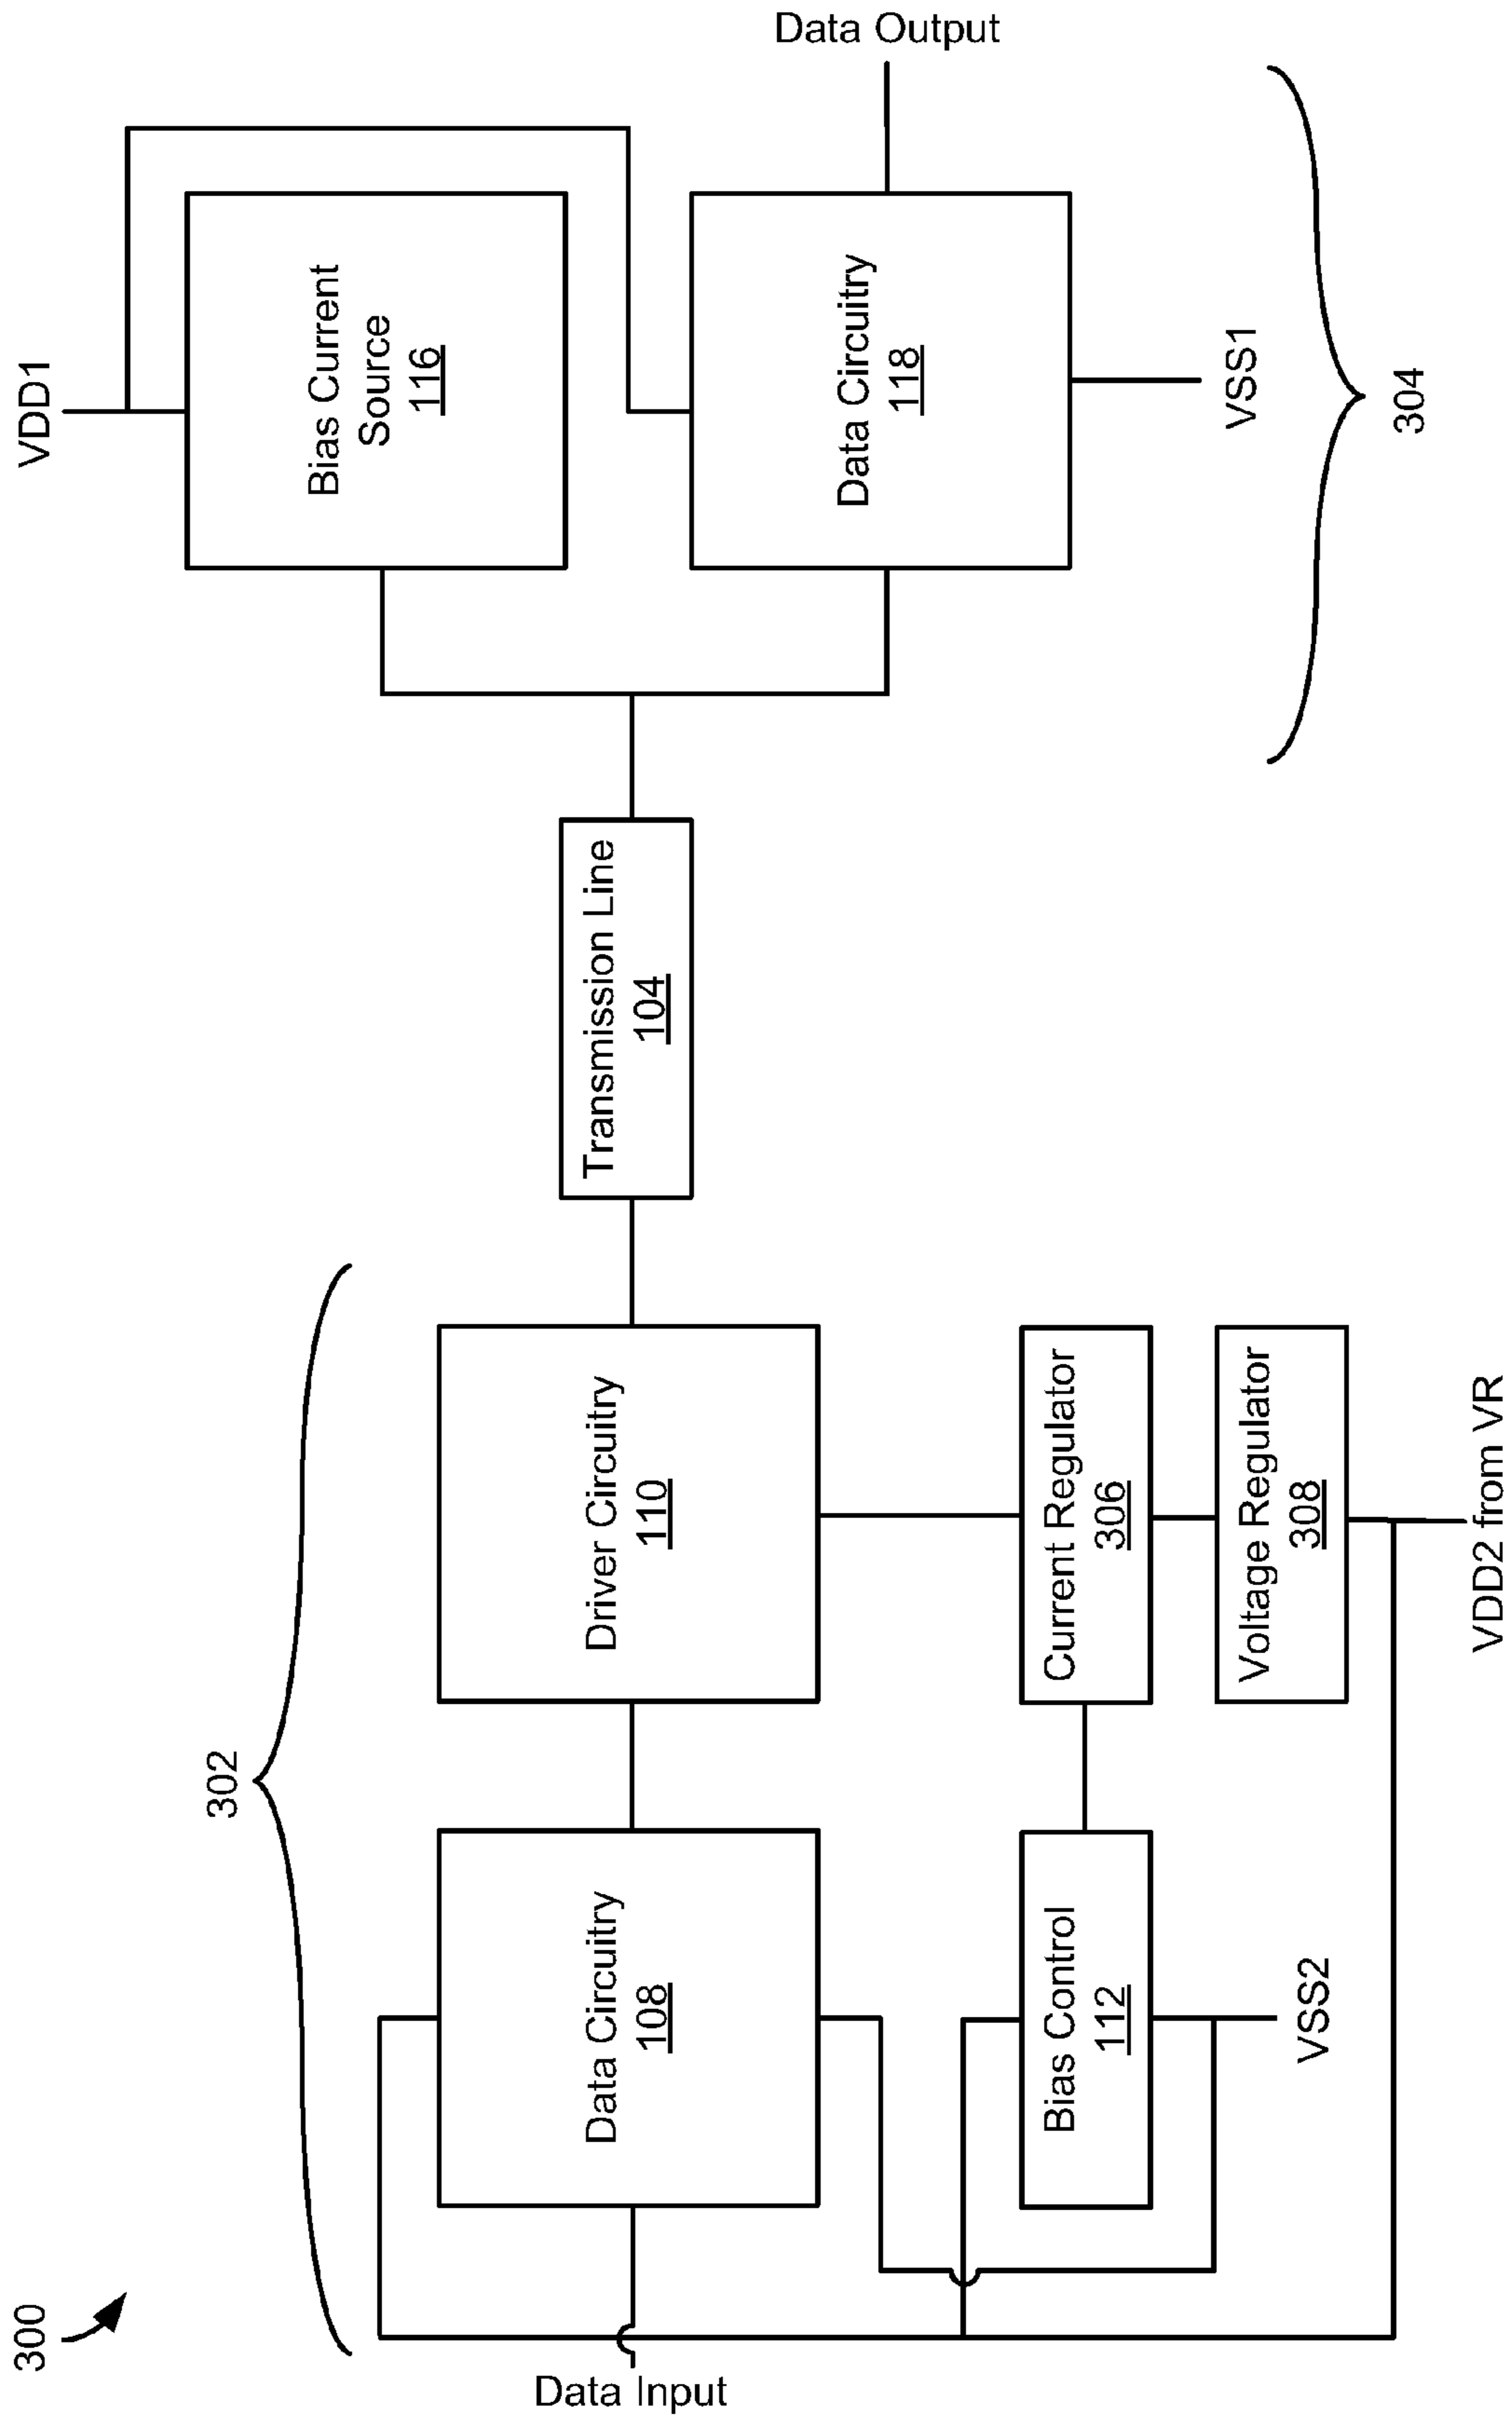 300
302
Data Input
Data Circuitry
108
Driver Circuitry
110
Bias Control
112
Current Regulator
306
Voltage Regulator
308
VSS2
VDD2 from VR
Transmission Line
104
VDD1
Bias Current
Source
116
Data Circuitry
118
Data Output
VSS1
304